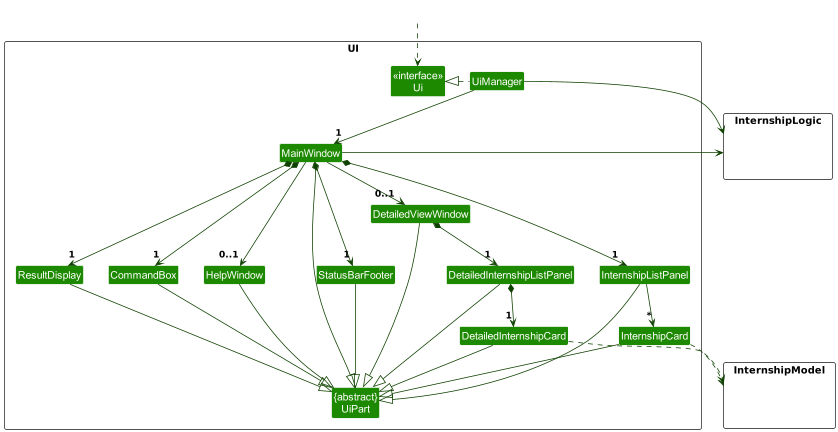 UI
«interface»
Ui
UiManager
InternshipLogic
1
MainWindow
0..1
DetailedViewWindow
1
1
0..1
1
1
1
ResultDisplay
CommandBox
HelpWindow
StatusBarFooter
DetailedInternshipListPanel
InternshipListPanel
1
*
DetailedInternshipCard
InternshipCard
InternshipModel
{abstract}
UiPart